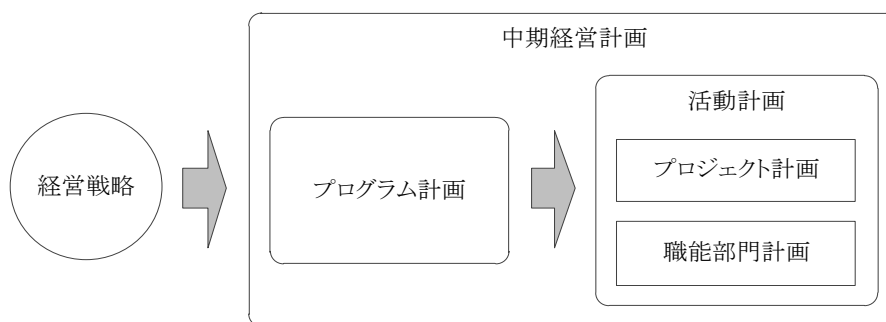 中期経営計画
活動計画
経営戦略
プログラム計画
プロジェクト計画
職能部門計画